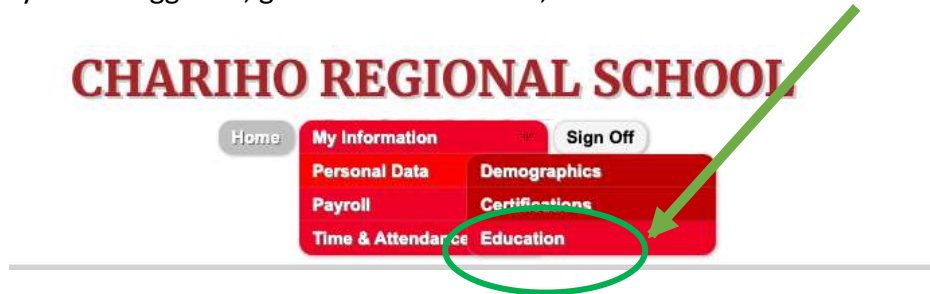 CHARIHO REGIONAL SCHOOL
Home My Information Sign Off
Personal Data Demographics
Payroll Certifications
Time & Attendance Education